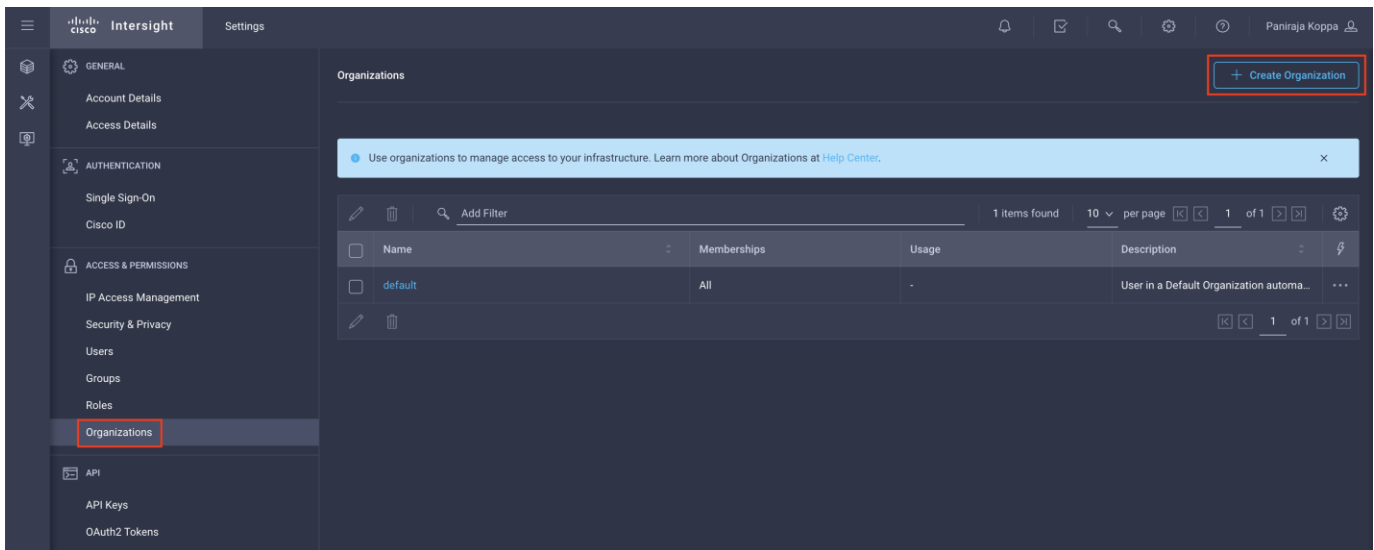 cisco Intersight Settings Paniraja Koppa
GENERAL
Account Details
Access Details
AUTHENTICATION
Single Sign-On
Cisco ID
ACCESS & PERMISSIONS
IP Access Management
Security & Privacy
Users
Groups
Roles
Organizations
API
API Keys
OAuth2 Tokens
Organizations
+ Create Organization
Use organizations to manage access to your infrastructure. Learn more about Organizations at Help Center.
Add Filter 1 items found 10 per page 1 of 1
Name Memberships Usage Description
default All - User in a Default Organization automa...
1 of 1